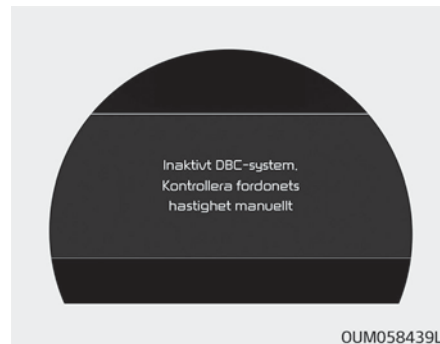 Inaktivt DBC-system.
Kontrollera fordonets
hastighet manuellt
OUM058439L